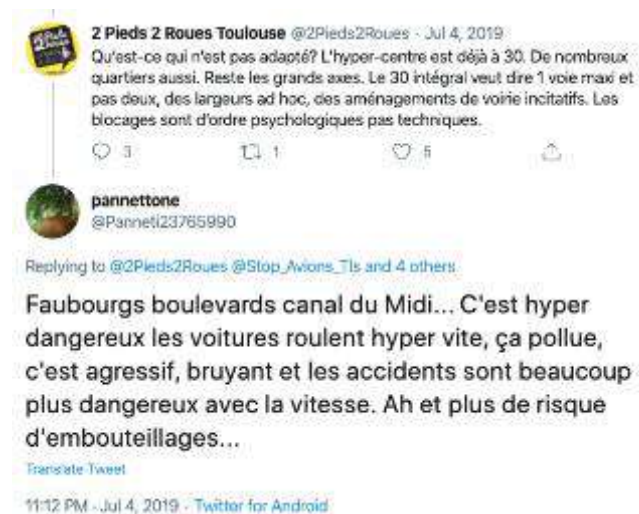 2 Pieds 2 Roues Toulouse @2Pieds2Roues - Jul 4, 2019
Qu'est-ce qui n'est pas adapté? L'hyper-centre est déjà à 30. De nombreux
quartiers aussi. Reste les grands axes. Le 30 intégral veut dire 1 voie maxi et
pas deux, des largeurs ad hoc, des aménagements de voirie incitatifs. Les
blocages sont d'ordre psychologiques pas techniques.
3 1 5
pannettone
@Panneti23765990
Replying to @2Pieds2Roues @Stop_Avions_Tls and 4 others
Faubourgs boulevards canal du Midi... C'est hyper
dangereux les voitures roulent hyper vite, ça pollue,
c'est agressif, bruyant et les accidents sont beaucoup
plus dangereux avec la vitesse. Ah et plus de risque
d'embouteillages...
Translate Tweet
11:12 PM - Jul 4, 2019 - Twitter for Android